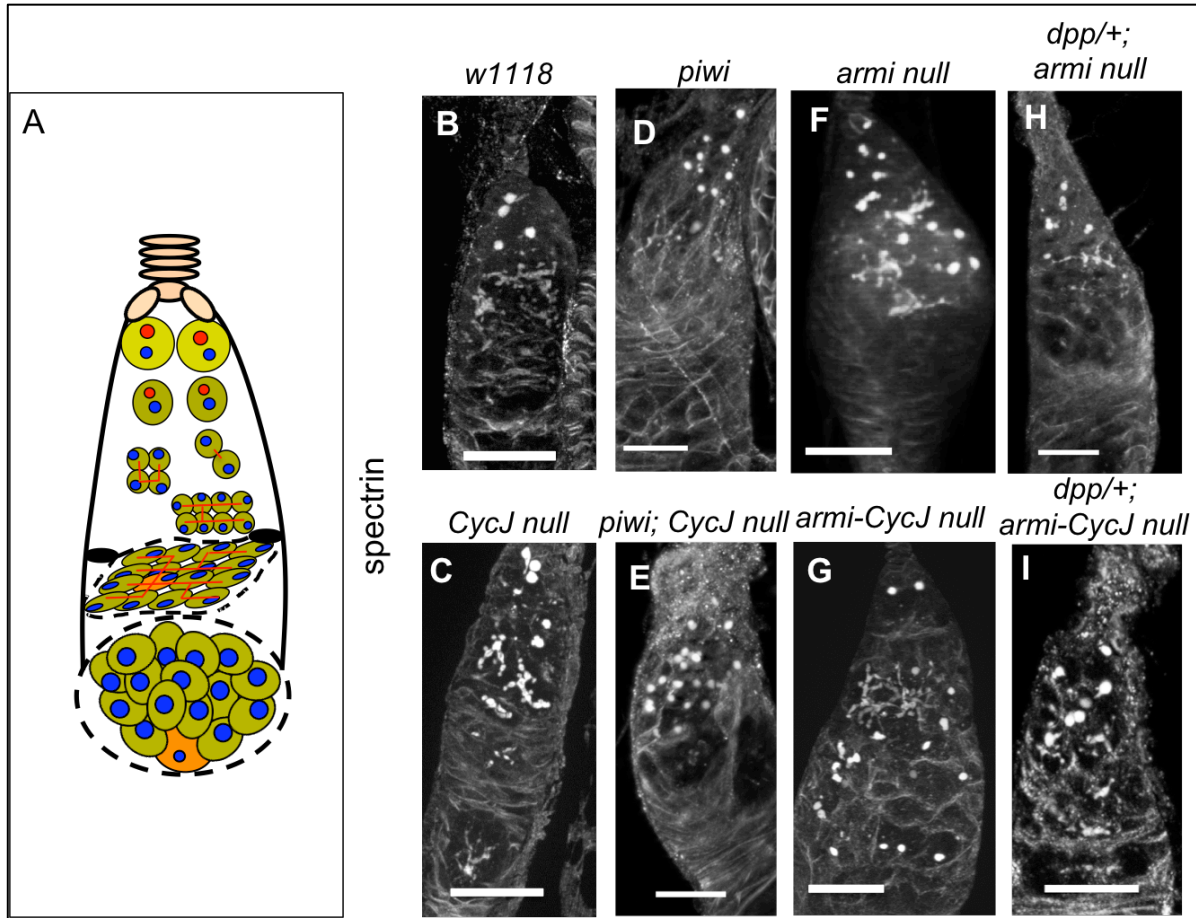 A
spectrin
w1118
B
piwi
D
armi null
F
dpp/+;
armi null
H
CycJ null
C
piwi; CycJ null
E
armi-CycJ null
G
dpp/+;
armi-CycJ null
I